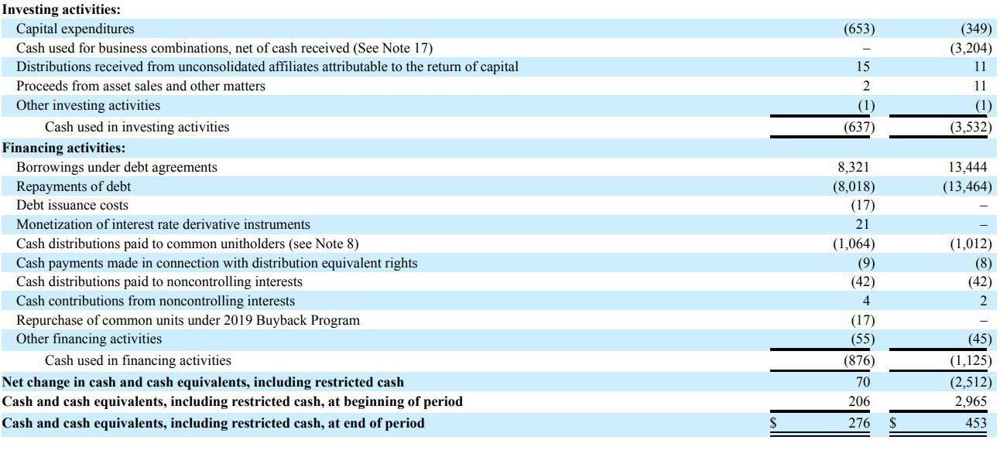 Investing activities:
Capital expenditures (653) (349)
Cash used for business combinations, net of cash received (See Note 17) – (3,204)
Distributions received from unconsolidated affiliates attributable to the return of capital 15 11
Proceeds from asset sales and other matters 2 11
Other investing activities (1) (1)
Cash used in investing activities (637) (3,532)
Financing activities:
Borrowings under debt agreements 8,321 13,444
Repayments of debt (8,018) (13,464)
Debt issuance costs (17) –
Monetization of interest rate derivative instruments 21 –
Cash distributions paid to common unitholders (see Note 8) (1,064) (1,012)
Cash payments made in connection with distribution equivalent rights (9) (8)
Cash distributions paid to noncontrolling interests (42) (42)
Cash contributions from noncontrolling interests 4 2
Repurchase of common units under 2019 Buyback Program (17) –
Other financing activities (55) (45)
Cash used in financing activities (876) (1,125)
Net change in cash and cash equivalents, including restricted cash 70 (2,512)
Cash and cash equivalents, including restricted cash, at beginning of period 206 2,965
Cash and cash equivalents, including restricted cash, at end of period $ 276 $ 453